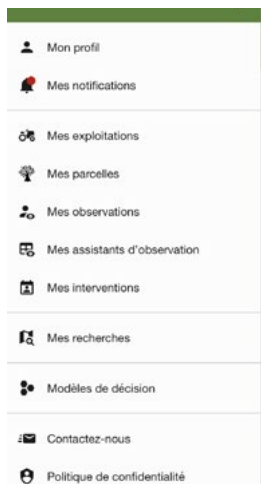 Mon profil
Mes notifications
Mes exploitations
Mes parcelles
Mes observations
Mes assistants d'observation
Mes interventions
Mes recherches
Modèles de décision
Contactez-nous
Politique de confidentialité